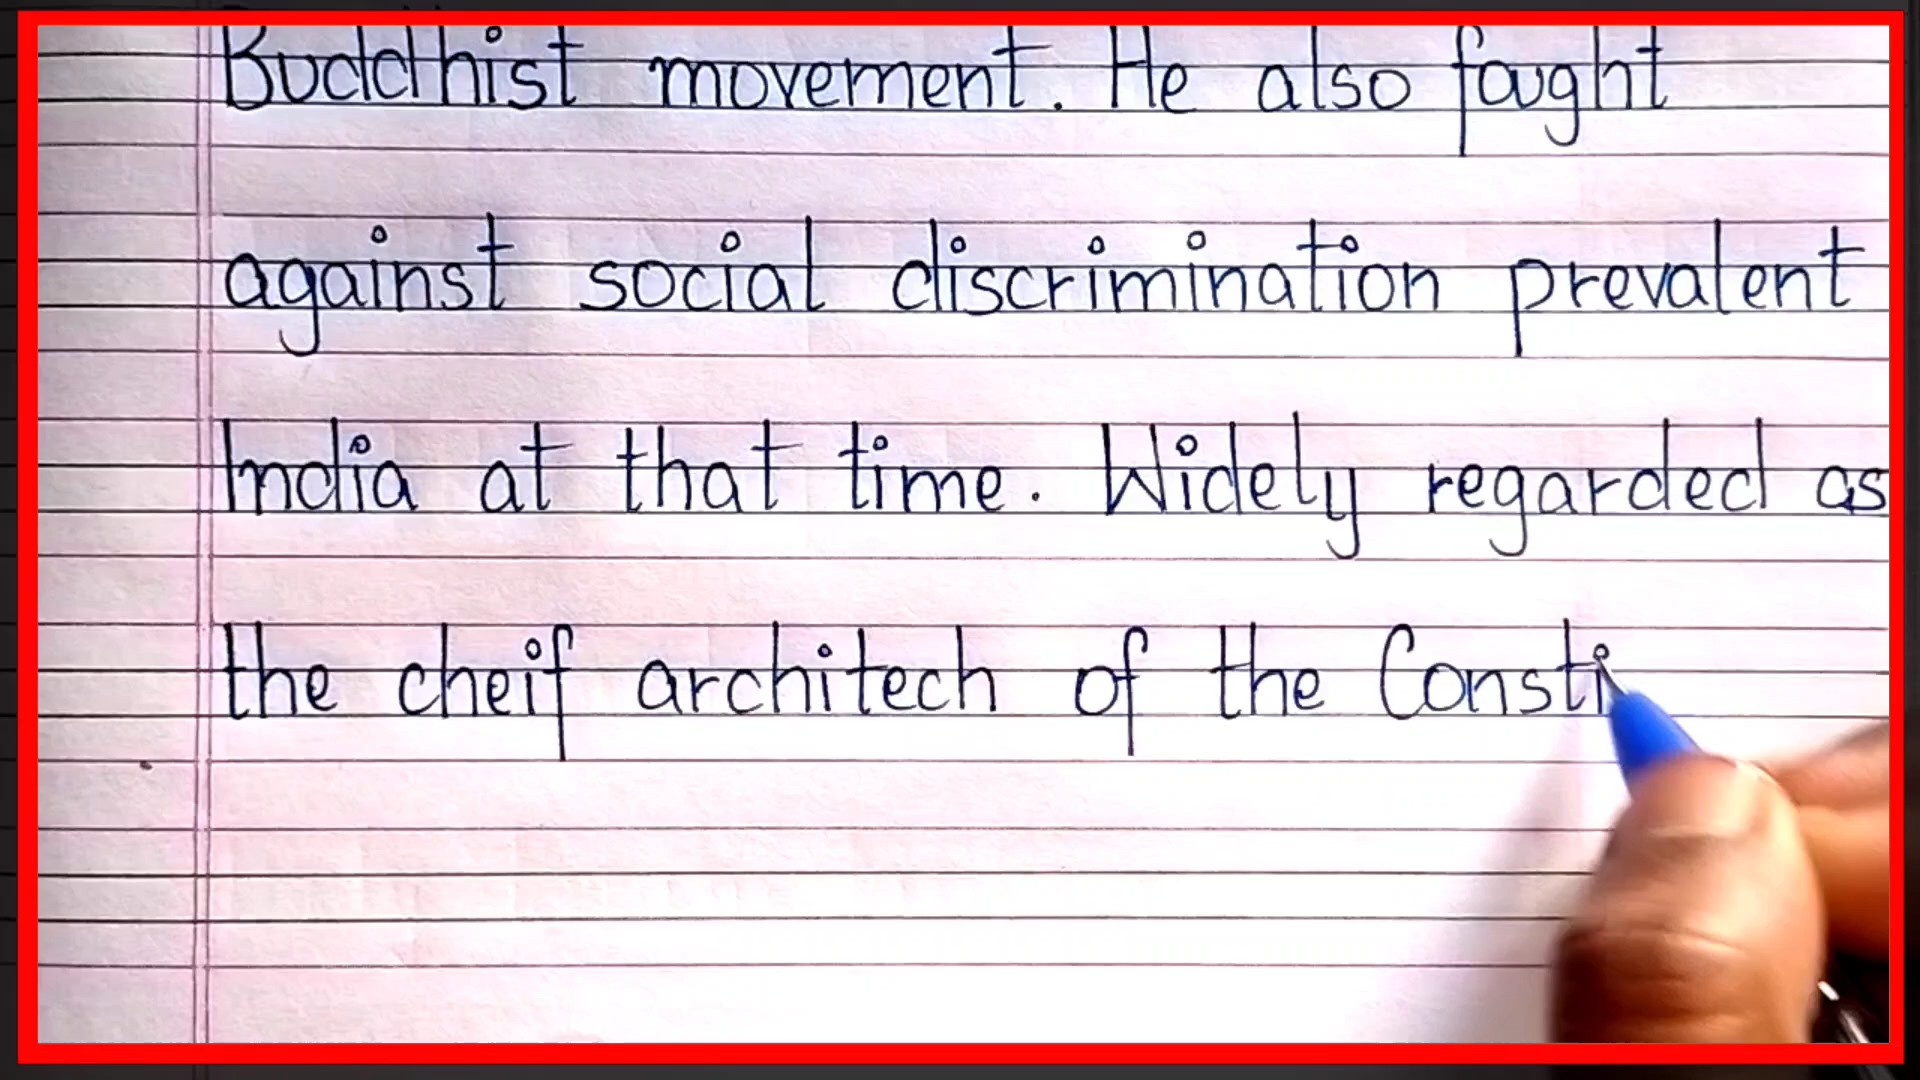 Buddhist movement. He also faught
against social discrimination prevalent
India at that time. Widely regarded as
the cheif architech of the Consti